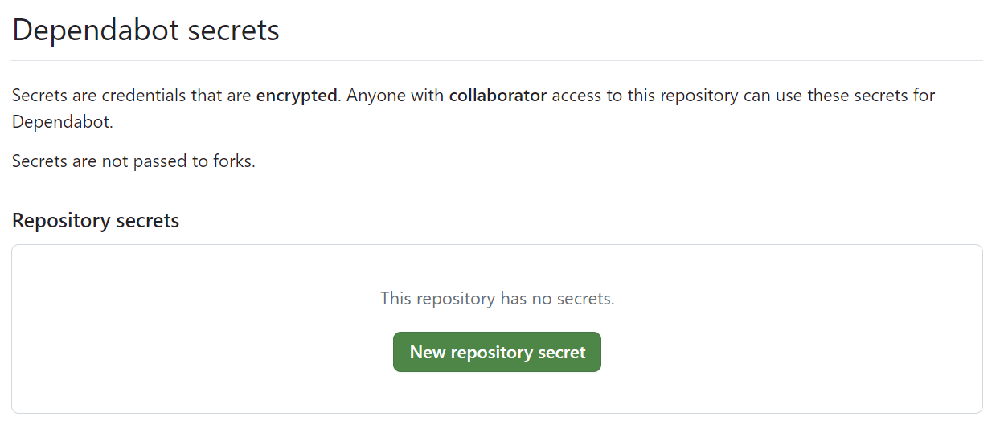 Dependabot secrets
Secrets are credentials that are encrypted. Anyone with collaborator access to this repository can use these secrets for
Dependabot.
Secrets are not passed to forks.
Repository secrets
This repository has no secrets.
New repository secret